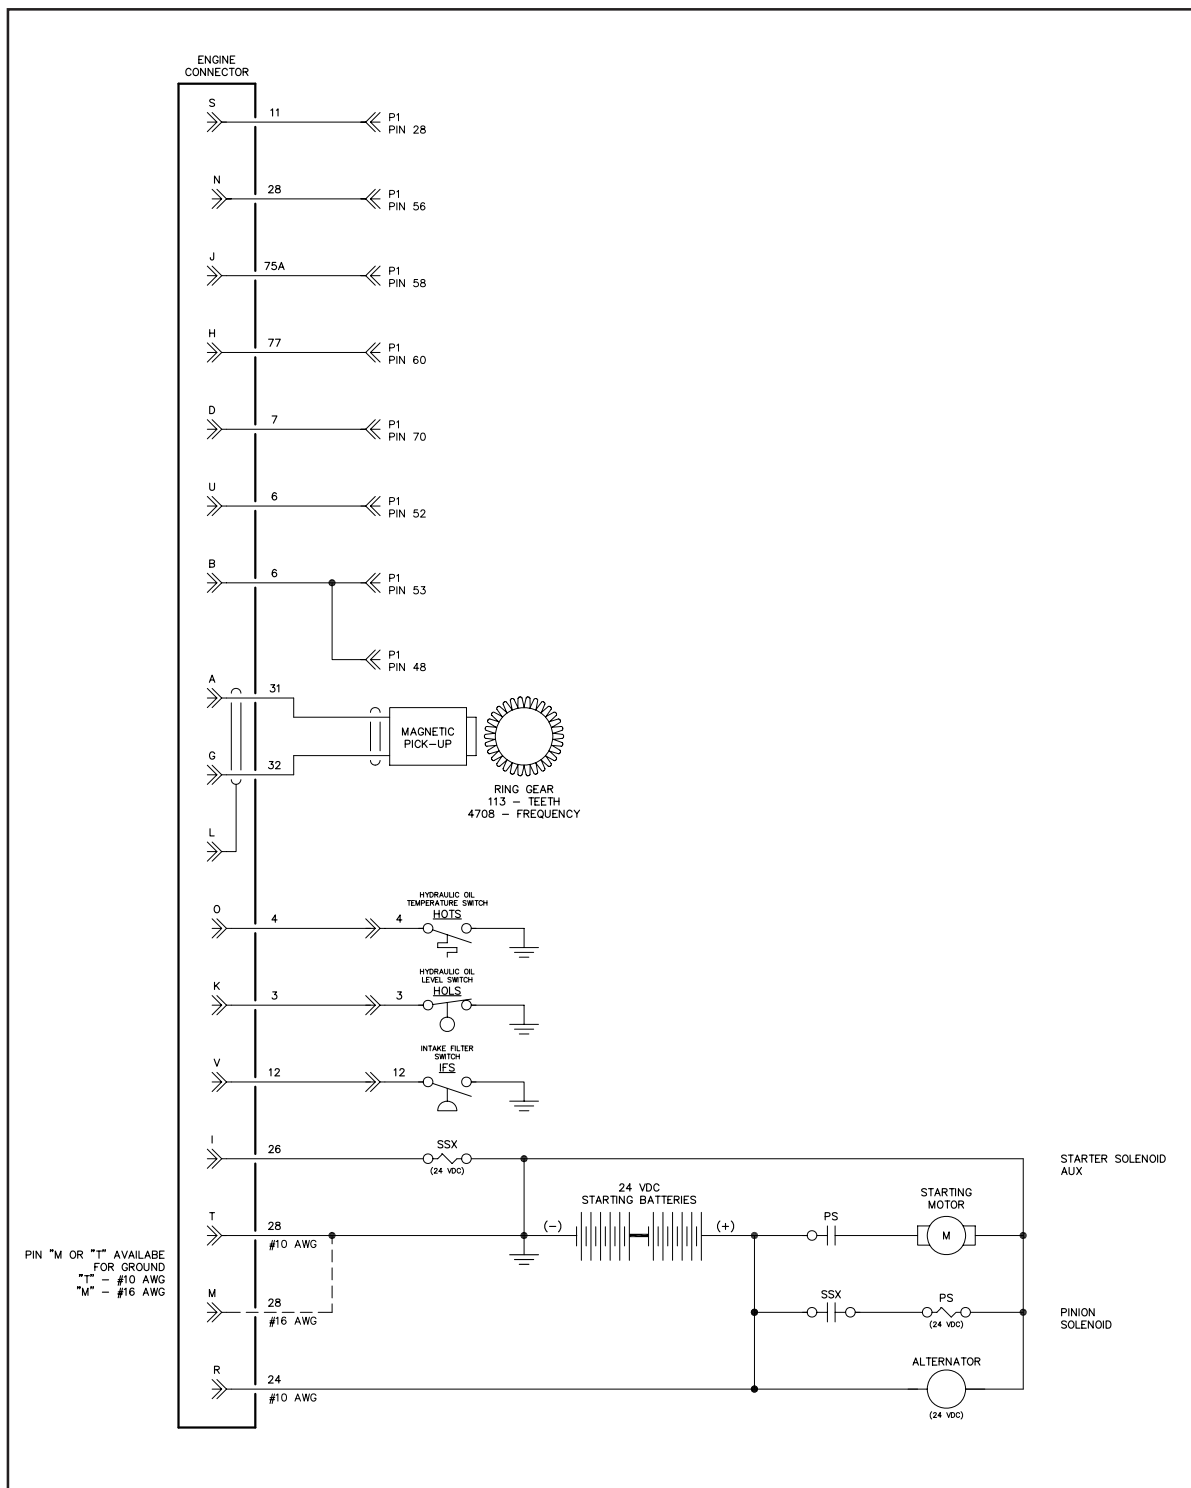 ENGINE
CONNECTOR
S
11
P1
PIN 28
N
28
P1
PIN 56
J
75A
P1
PIN 58
H
77
P1
PIN 60
D
7
P1
PIN 70
U
6
P1
PIN 52
B
6
P1
PIN 53
P1
PIN 48
A
31
MAGNETIC
PICK-UP
G
32
RING GEAR
113 - TEETH
4708 - FREQUENCY
L
HYDRAULIC OIL
TEMPERATURE SWITCH
HOTS
O
4
4
HYDRAULIC OIL
LEVEL SWITCH
HOLS
K
3
3
INTAKE FILTER
SWITCH
IFS
V
12
12
I
26
SSX
(24 VDC)
STARTER SOLENOID
AUX
24 VDC
STARTING BATTERIES
(-)
(+)
PS
STARTING
MOTOR
M
T
28
#10 AWG
PIN "M OR "T" AVAILABE
FOR GROUND
"T" - #10 AWG
"M" - #16 AWG
M
28
#16 AWG
SSX
PS
(24 VDC)
PINION
SOLENOID
R
24
#10 AWG
ALTERNATOR
(24 VDC)